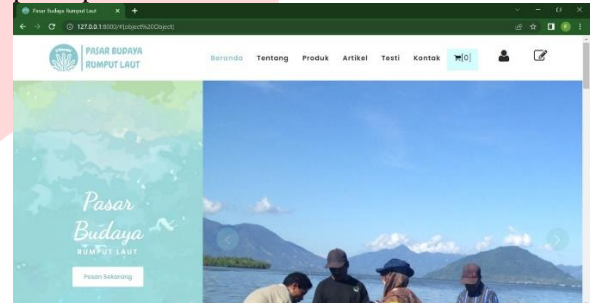 Pasar Budaya Rumput Laut
127.0.0.1:8000/#[object%20Object]
PASAR BUDAYA
RUMPUT LAUT
Beranda Tentang Produk Artikel Testi Kontak [0]
Pasar
Budaya
RUMPUT LAUT
Pesan Sekarang